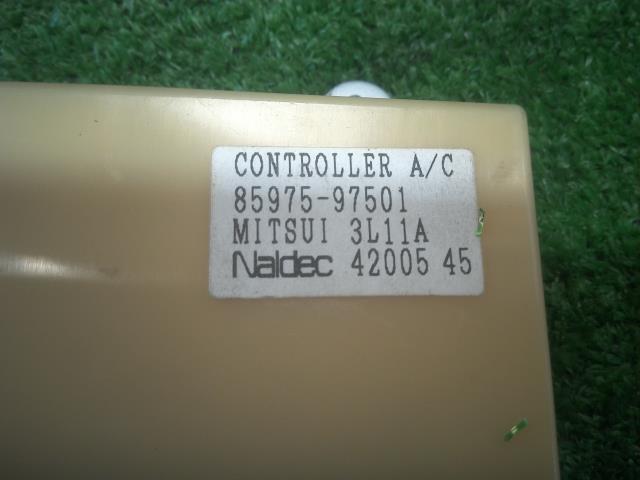 CONTROLLER A/C
85975-97501
MITSUI 3L11A
Naldec 42005 45